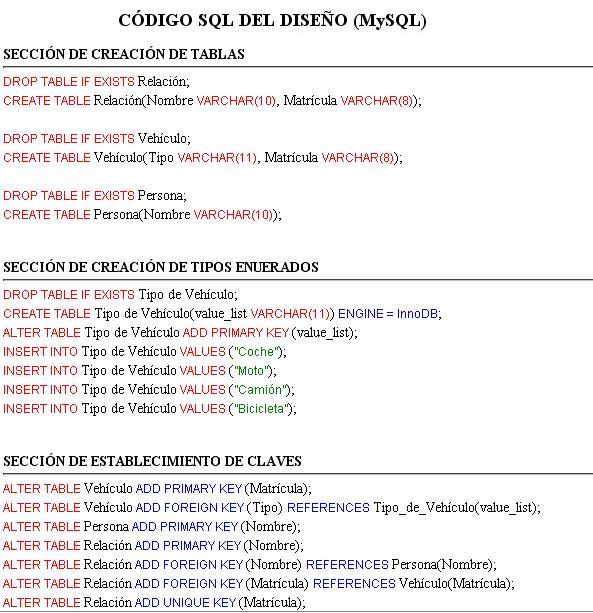 CÓDIGO SQL DEL DISEÑO (MySQL)
SECCIÓN DE CREACIÓN DE TABLAS
DROP TABLE IF EXISTS Relación;
CREATE TABLE Relación(Nombre VARCHAR(10), Matrícula VARCHAR(8));
DROP TABLE IF EXISTS Vehículo;
CREATE TABLE Vehículo(Tipo VARCHAR(11), Matrícula VARCHAR(8));
DROP TABLE IF EXISTS Persona;
CREATE TABLE Persona(Nombre VARCHAR(10));
SECCIÓN DE CREACIÓN DE TIPOS ENUERADOS
DROP TABLE IF EXISTS Tipo de Vehículo;
CREATE TABLE Tipo de Vehículo(value_list VARCHAR(11)) ENGINE = InnoDB;
ALTER TABLE Tipo de Vehículo ADD PRIMARY KEY (value_list);
INSERT INTO Tipo de Vehículo VALUES ("Coche");
INSERT INTO Tipo de Vehículo VALUES ("Moto");
INSERT INTO Tipo de Vehículo VALUES ("Camión");
INSERT INTO Tipo de Vehículo VALUES ("Bicicleta");
SECCIÓN DE ESTABLECIMIENTO DE CLAVES
ALTER TABLE Vehículo ADD PRIMARY KEY (Matrícula);
ALTER TABLE Vehículo ADD FOREIGN KEY (Tipo) REFERENCES Tipo_de_Vehículo(value_list);
ALTER TABLE Persona ADD PRIMARY KEY (Nombre);
ALTER TABLE Relación ADD PRIMARY KEY (Nombre);
ALTER TABLE Relación ADD FOREIGN KEY (Nombre) REFERENCES Persona(Nombre);
ALTER TABLE Relación ADD FOREIGN KEY (Matrícula) REFERENCES Vehículo(Matrícula);
ALTER TABLE Relación ADD UNIQUE KEY (Matrícula);